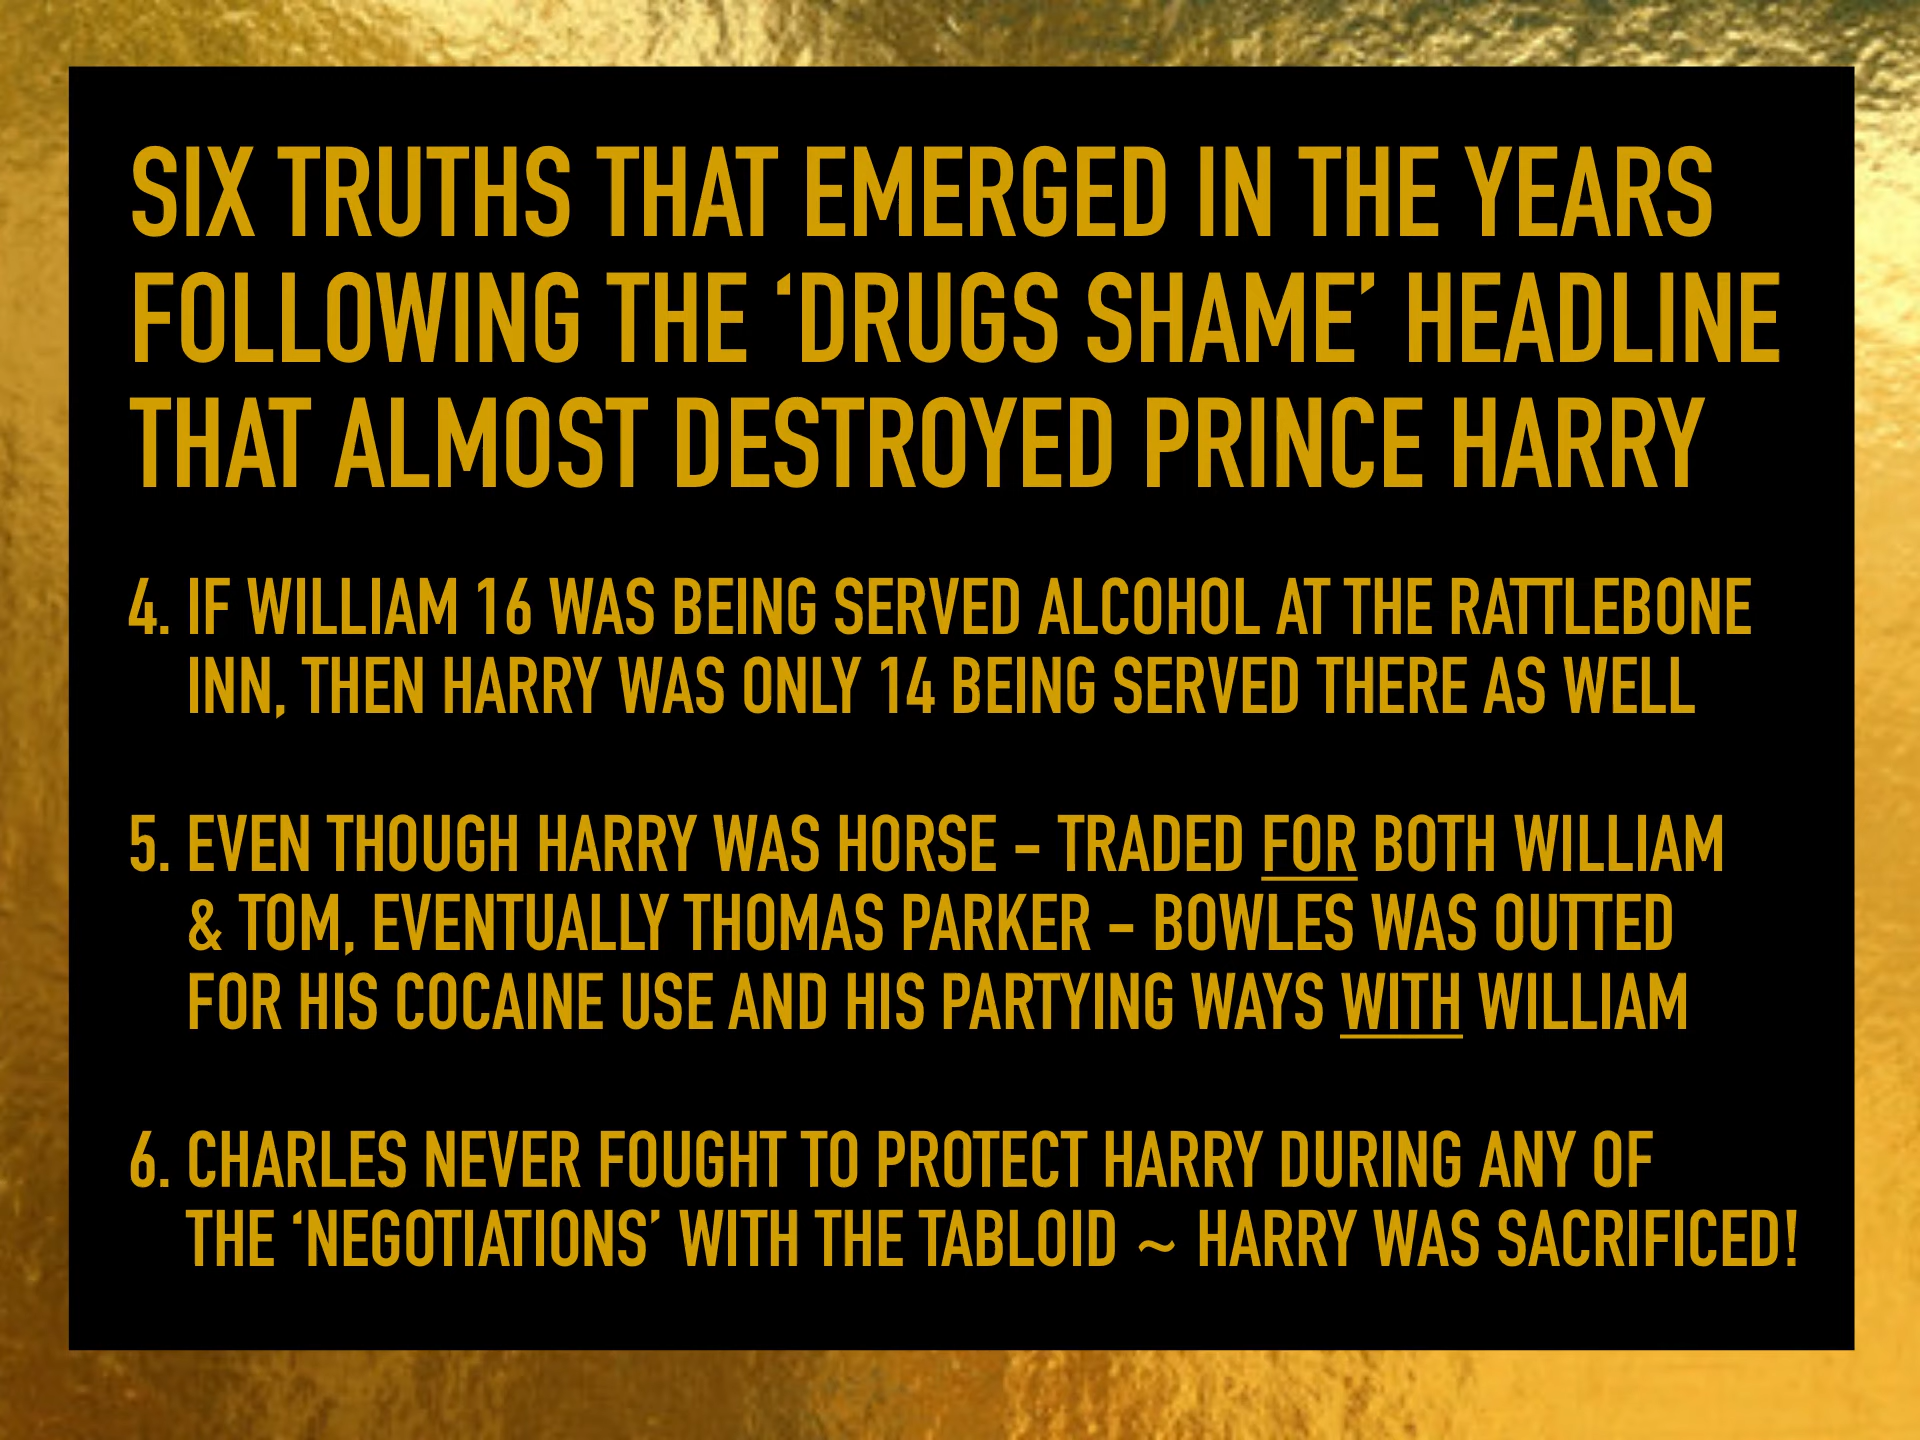 SIX TRUTHS THAT EMERGED IN THE YEARS
FOLLOWING THE ‘DRUGS SHAME’ HEADLINE
THAT ALMOST DESTROYED PRINCE HARRY
4. IF WILLIAM 16 WAS BEING SERVED ALCOHOL AT THE RATTLEBONE
INN, THEN HARRY WAS ONLY 14 BEING SERVED THERE AS WELL
5. EVEN THOUGH HARRY WAS HORSE – TRADED FOR BOTH WILLIAM
& TOM, EVENTUALLY THOMAS PARKER – BOWLES WAS OUTTED
FOR HIS COCAINE USE AND HIS PARTYING WAYS WITH WILLIAM
6. CHARLES NEVER FOUGHT TO PROTECT HARRY DURING ANY OF
THE ‘NEGOTIATIONS’ WITH THE TABLOID ~ HARRY WAS SACRIFICED!